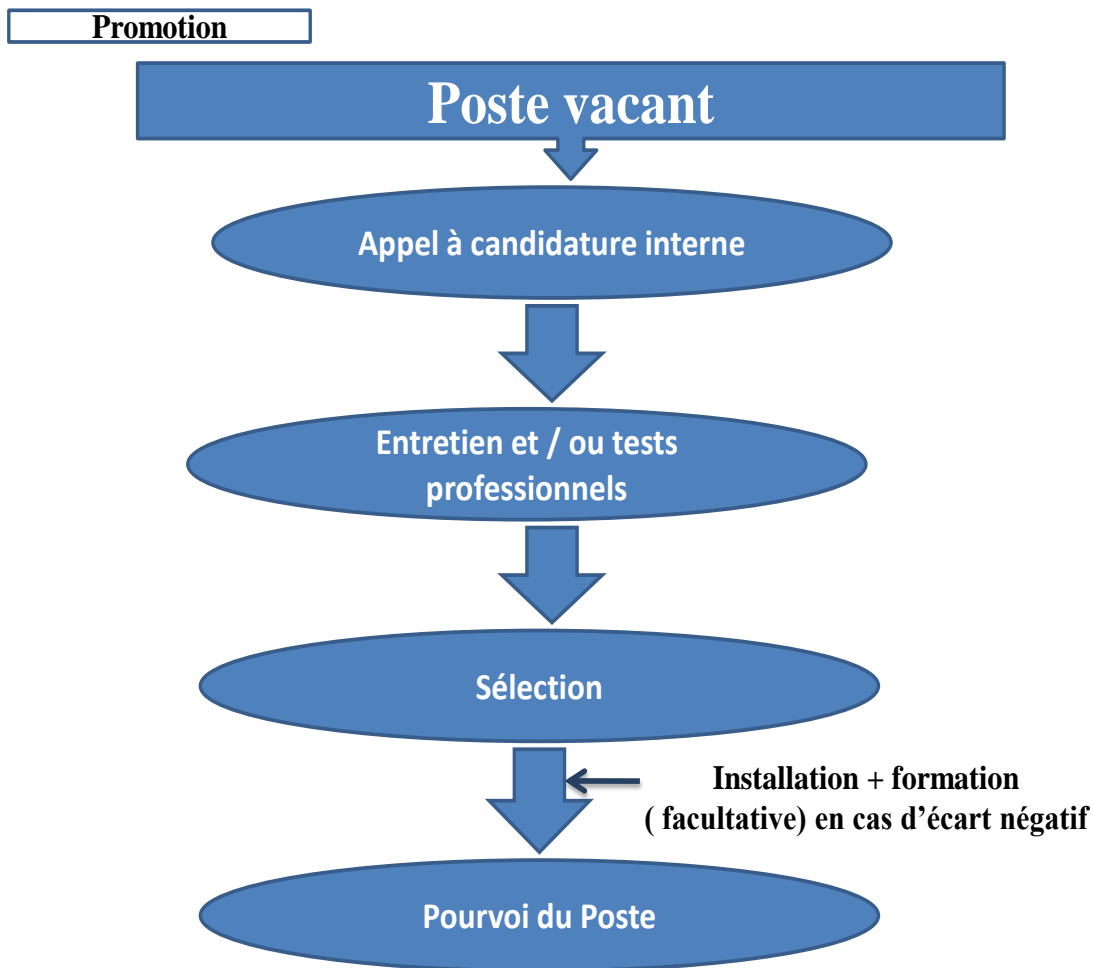 Promotion
Poste vacant
Appel à candidature interne
Entretien et / ou tests
professionnels
Sélection
Installation + formation
( facultative) en cas d'écart négatif
Pourvoi du Poste